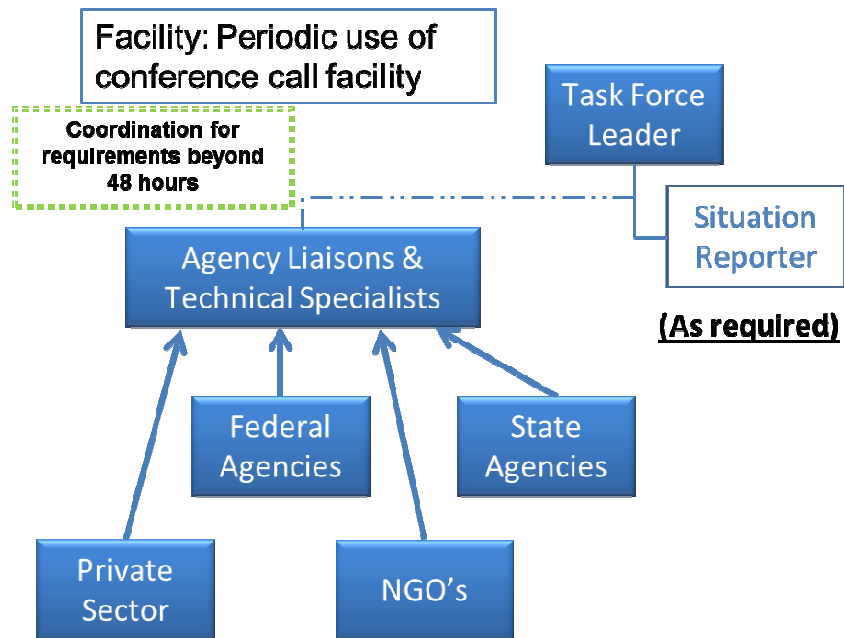 Facility: Periodic use of
conference call facility
Coordination for
requirements beyond
48 hours
Task Force
Leader
Situation
Reporter
(As required)
Agency Liaisons &
Technical Specialists
Federal
Agencies
State
Agencies
Private
Sector
NGO's